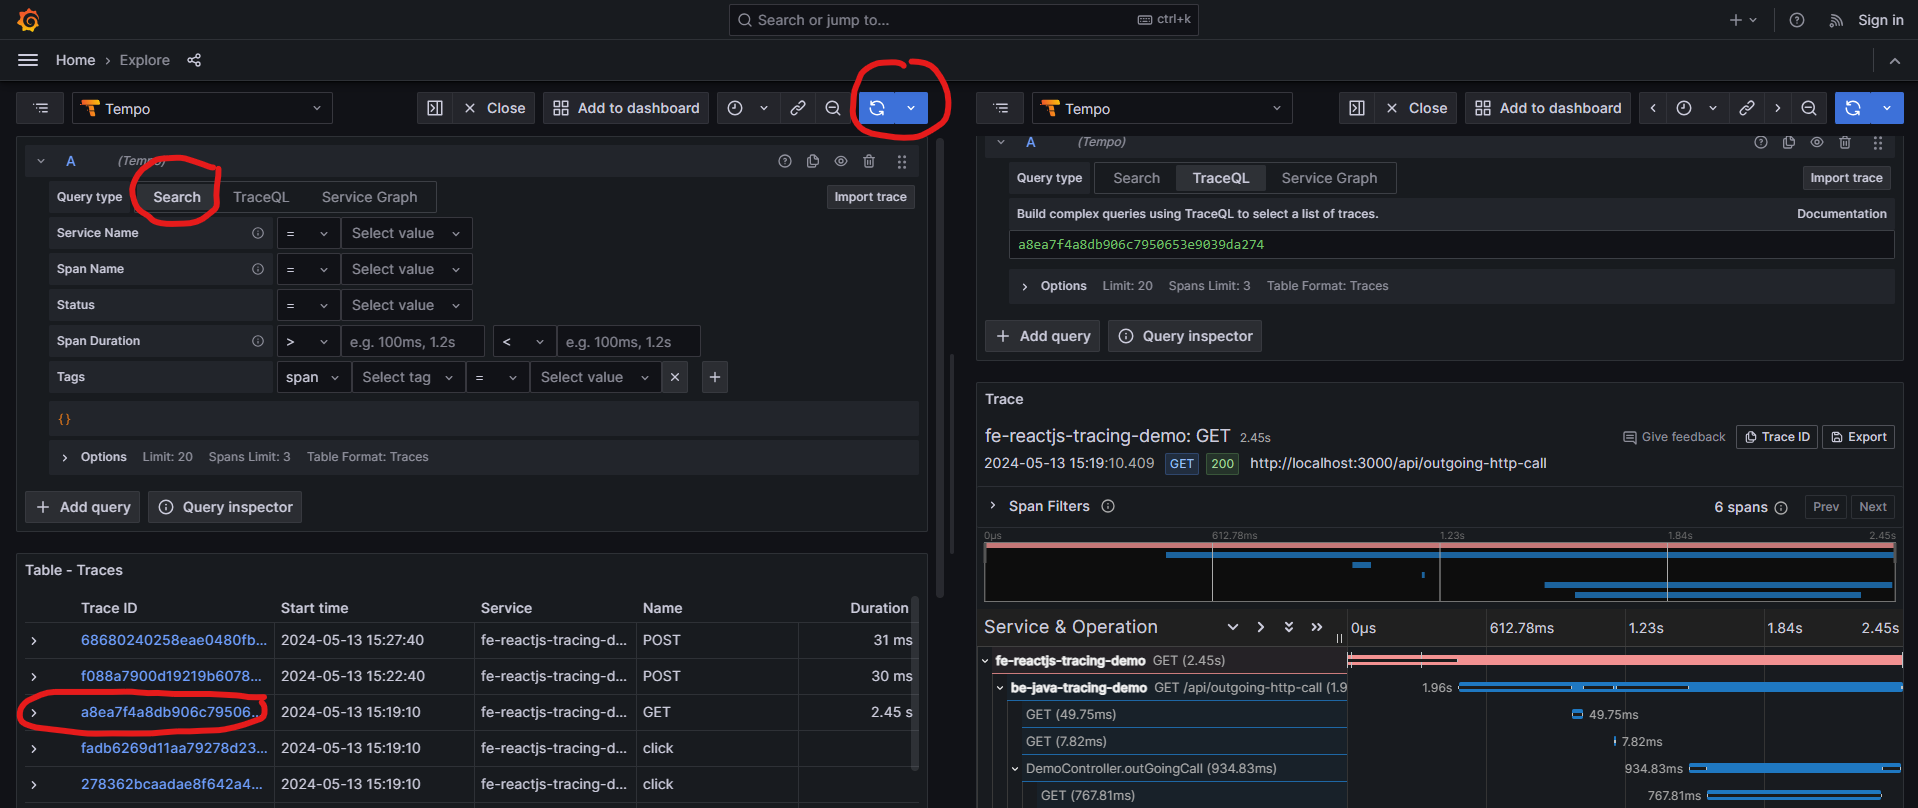 Search or jump to... ctrl+k Sign in
Home › Explore
Tempo Close Add to dashboard
A (Tempo)
Query type Search TraceQL Service Graph Import trace
Service Name = Select value
Span Name = Select value
Status = Select value
Span Duration > e.g. 100ms, 1.2s < e.g. 100ms, 1.2s
Tags span Select tag = Select value
{}
Options Limit: 20 Spans Limit: 3 Table Format: Traces
+ Add query Query inspector
Table - Traces
Trace ID Start time Service Name Duration
68680240258eae0480fb... 2024-05-13 15:27:40 fe-reactjs-tracing-d... POST 31 ms
f088a7900d19219b6078... 2024-05-13 15:22:40 fe-reactjs-tracing-d... POST 30 ms
a8ea7f4a8db906c79506... 2024-05-13 15:19:10 fe-reactjs-tracing-d... GET 2.45 s
fadb6269d11aa79278d23... 2024-05-13 15:19:10 fe-reactjs-tracing-d... click
278362bcaadae8f642a4... 2024-05-13 15:19:10 fe-reactjs-tracing-d... click
Tempo Close Add to dashboard
A (Tempo)
Query type Search TraceQL Service Graph Import trace
Build complex queries using TraceQL to select a list of traces. Documentation
a8ea7f4a8db906c7950653e9039da274
Options Limit: 20 Spans Limit: 3 Table Format: Traces
+ Add query Query inspector
Trace
fe-reactjs-tracing-demo: GET 2.45s Give feedback Trace ID Export
2024-05-13 15:19:10.409 GET 200 http://localhost:3000/api/outgoing-http-call
Span Filters 6 spans Prev Next
0μs 612.78ms 1.23s 1.84s 2.45s
Service & Operation 0μs 612.78ms 1.23s 1.84s 2.45s
fe-reactjs-tracing-demo GET (2.45s)
be-java-tracing-demo GET /api/outgoing-http-call (1.9 1.96s
GET (49.75ms) 49.75ms
GET (7.82ms) 7.82ms
DemoController.outGoingCall (934.83ms) 934.83ms
GET (767.81ms) 767.81ms